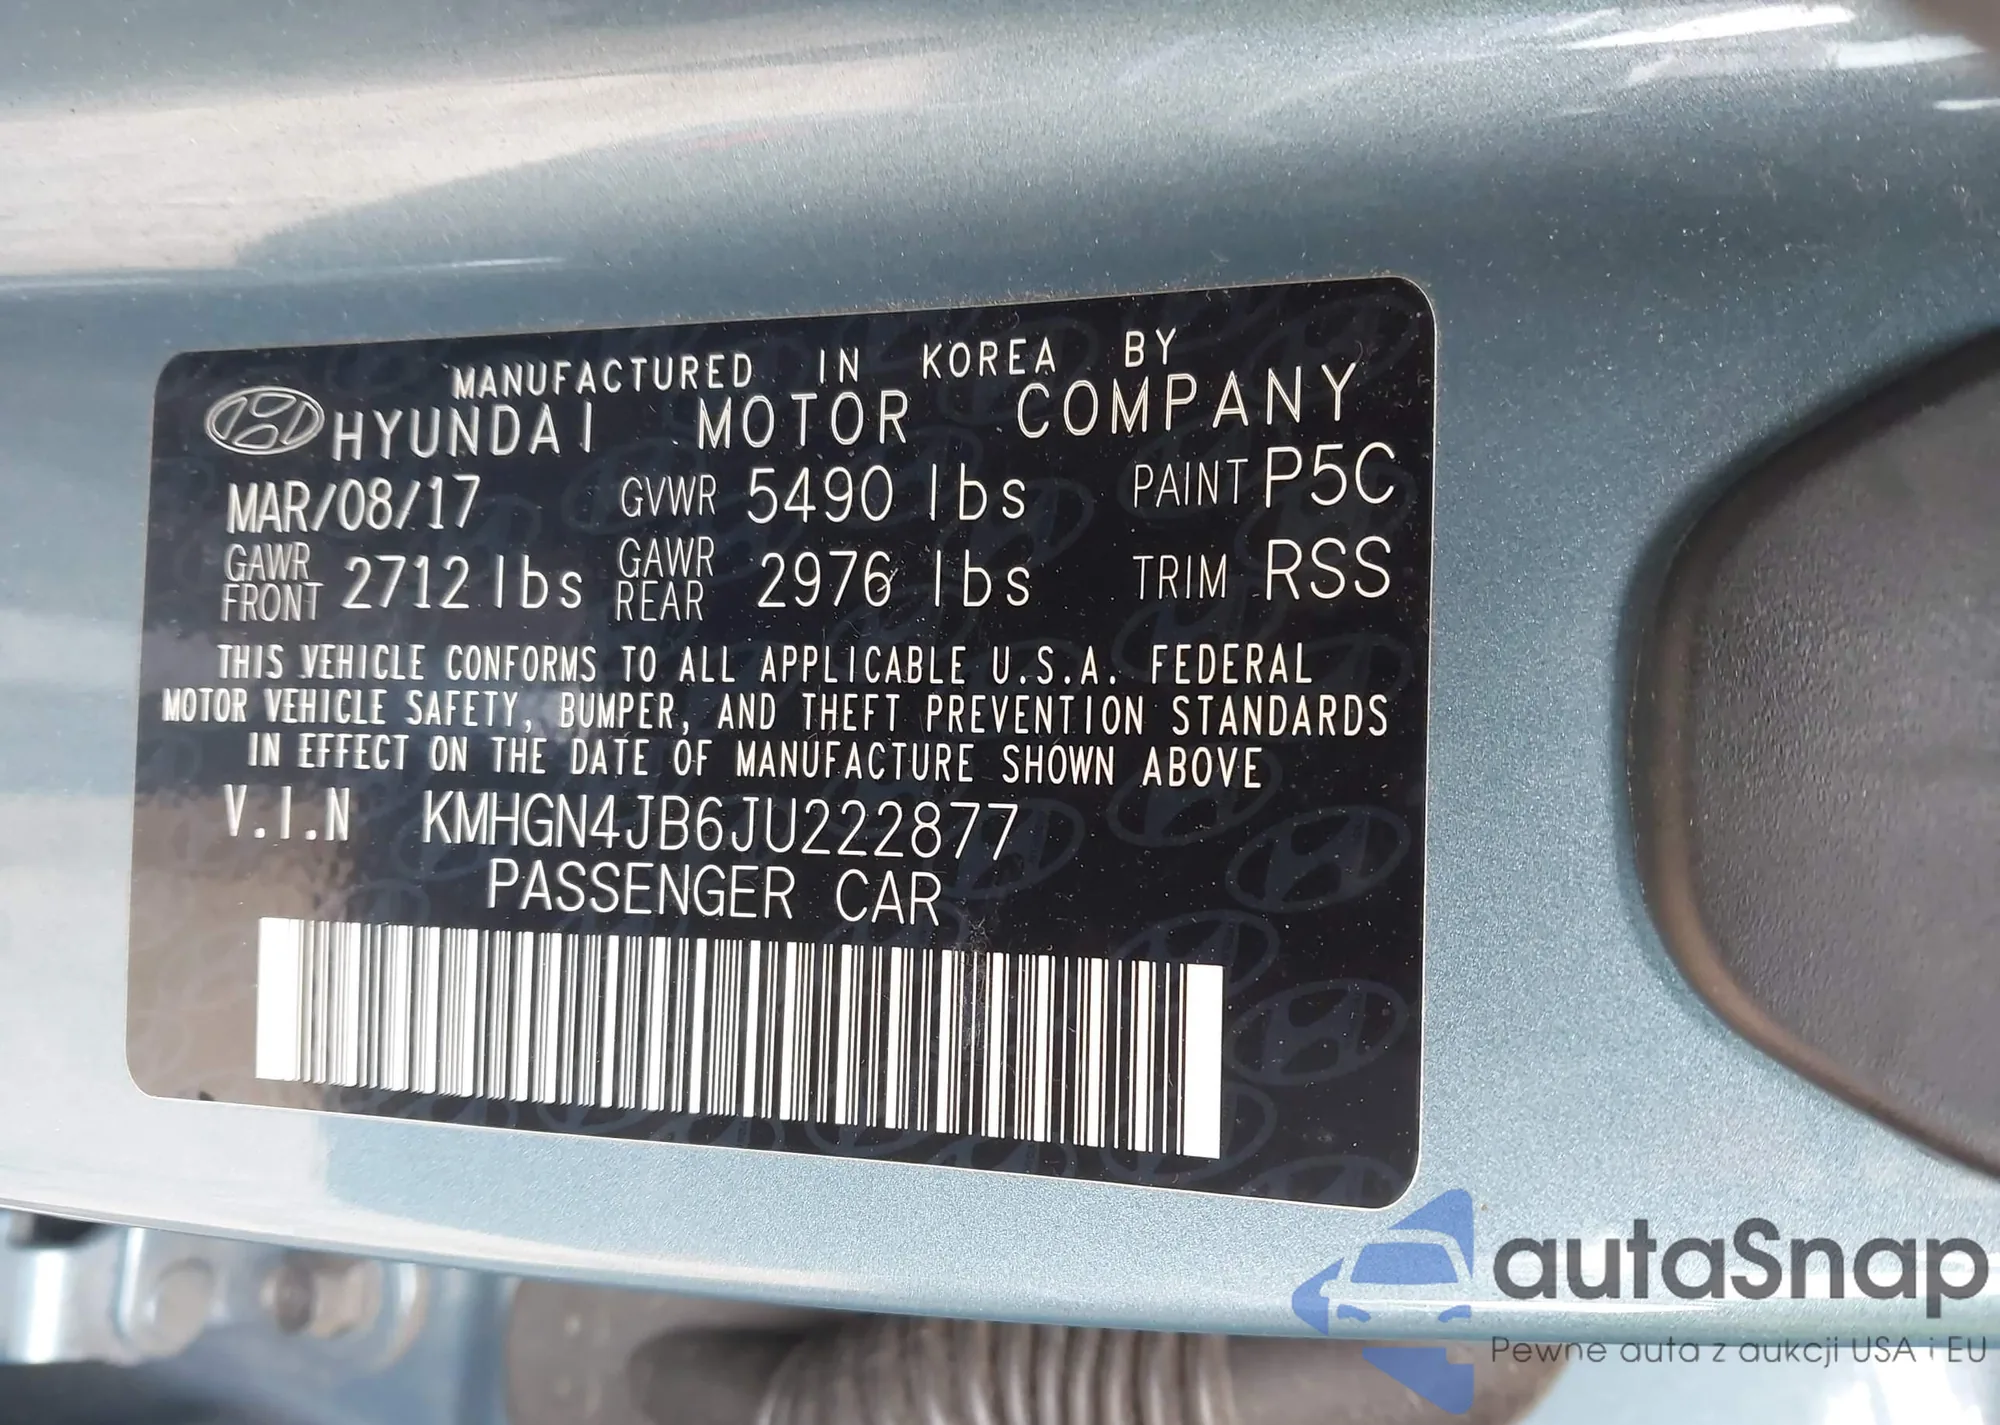 MANUFACTURED IN KOREA BY
HYUNDAI MOTOR COMPANY
MAR/08/17 GVWR 5490 lbs PAINT P5C
GAWR FRONT 2712 lbs GAWR REAR 2976 lbs TRIM RSS
THIS VEHICLE CONFORMS TO ALL APPLICABLE U.S.A. FEDERAL
MOTOR VEHICLE SAFETY, BUMPER, AND THEFT PREVENTION STANDARDS
IN EFFECT ON THE DATE OF MANUFACTURE SHOWN ABOVE
V.I.N KMHGN4JB6JU222877
PASSENGER CAR
autaSnap
Pewne auta z aukcji USA i EU